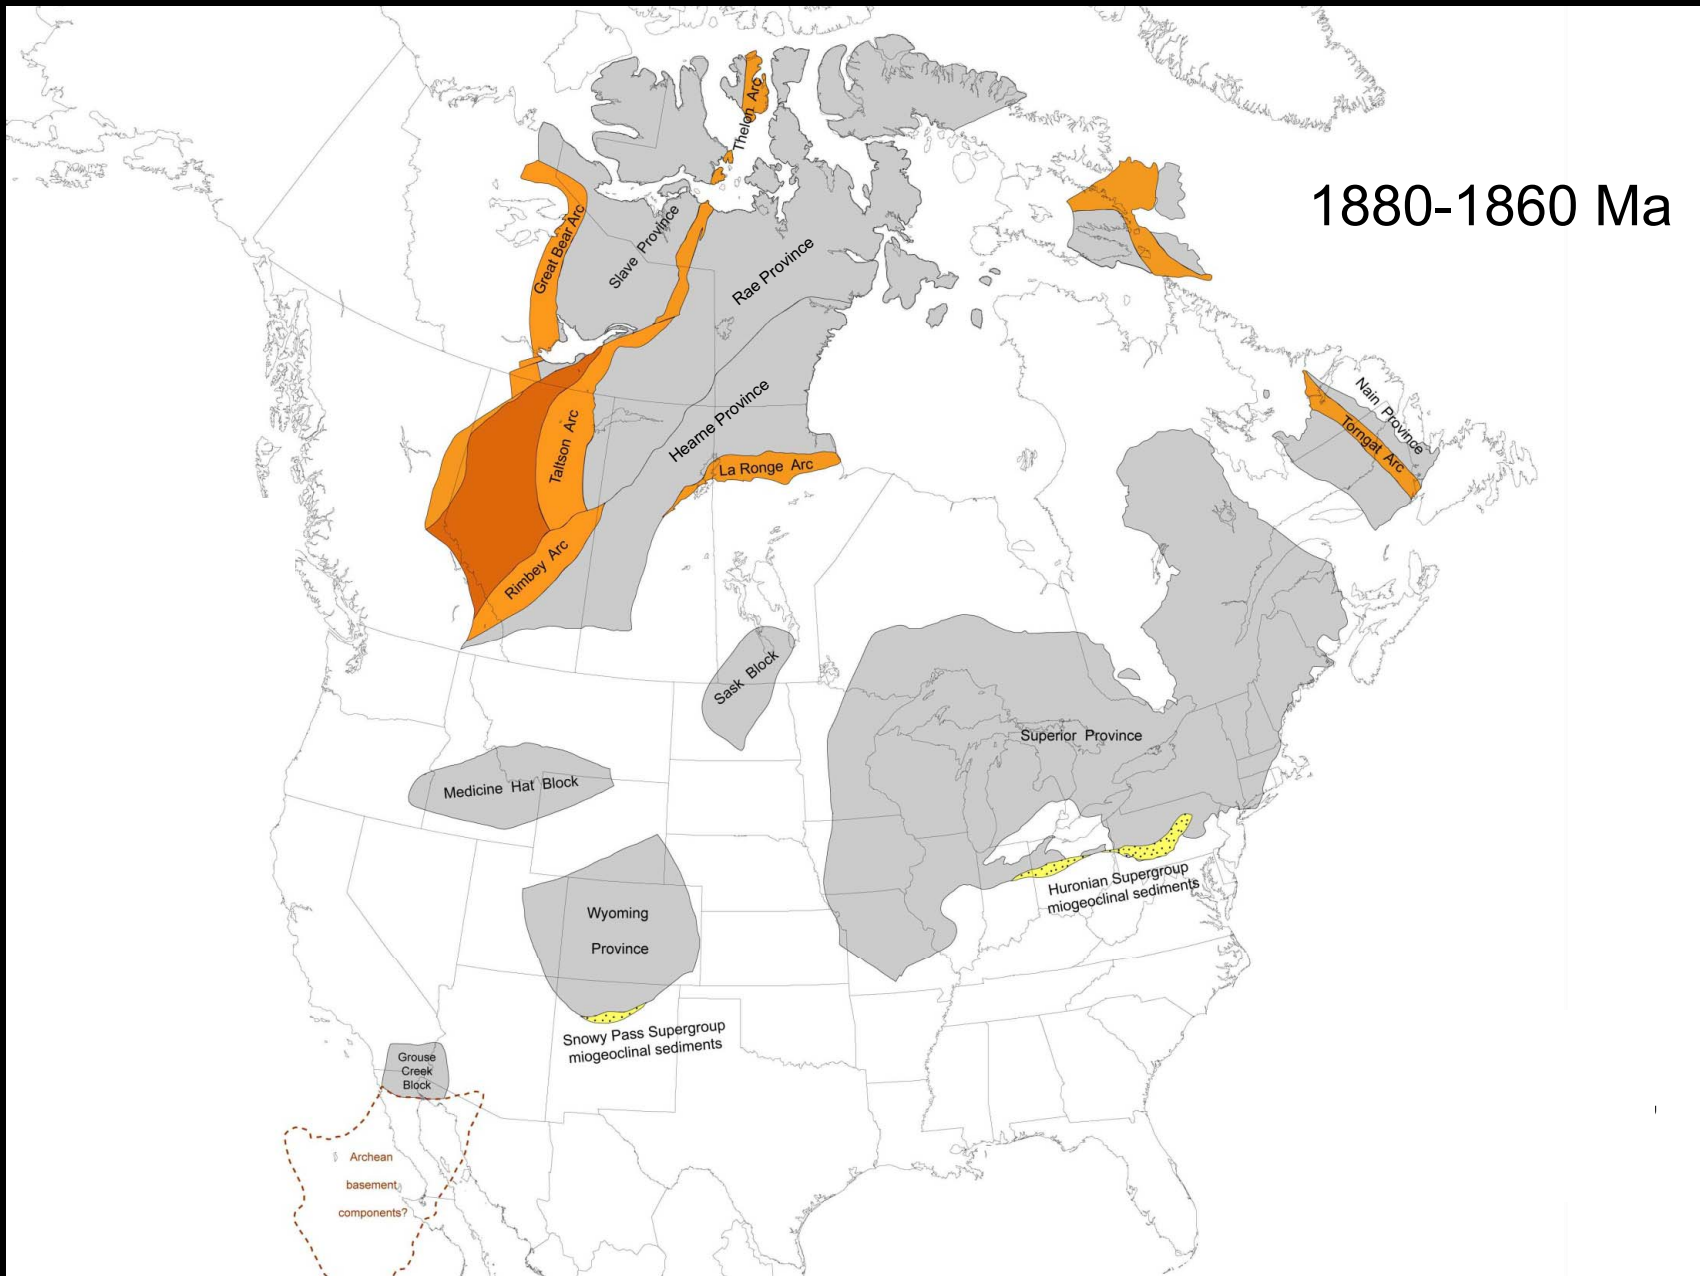 1880-1860 Ma
Thelon Arc
Great Bear Arc
Slave Province
Rae Province
Hearne Province
Taltson Arc
La Ronge Arc
Rimbey Arc
Nain Province
Torngat Arc
Sask Block
Superior Province
Medicine Hat Block
Huronian Supergroup
miogeoclinal sediments
Wyoming
Province
Snowy Pass Supergroup
miogeoclinal sediments
Grouse
Creek
Block
Archean
basement
components?